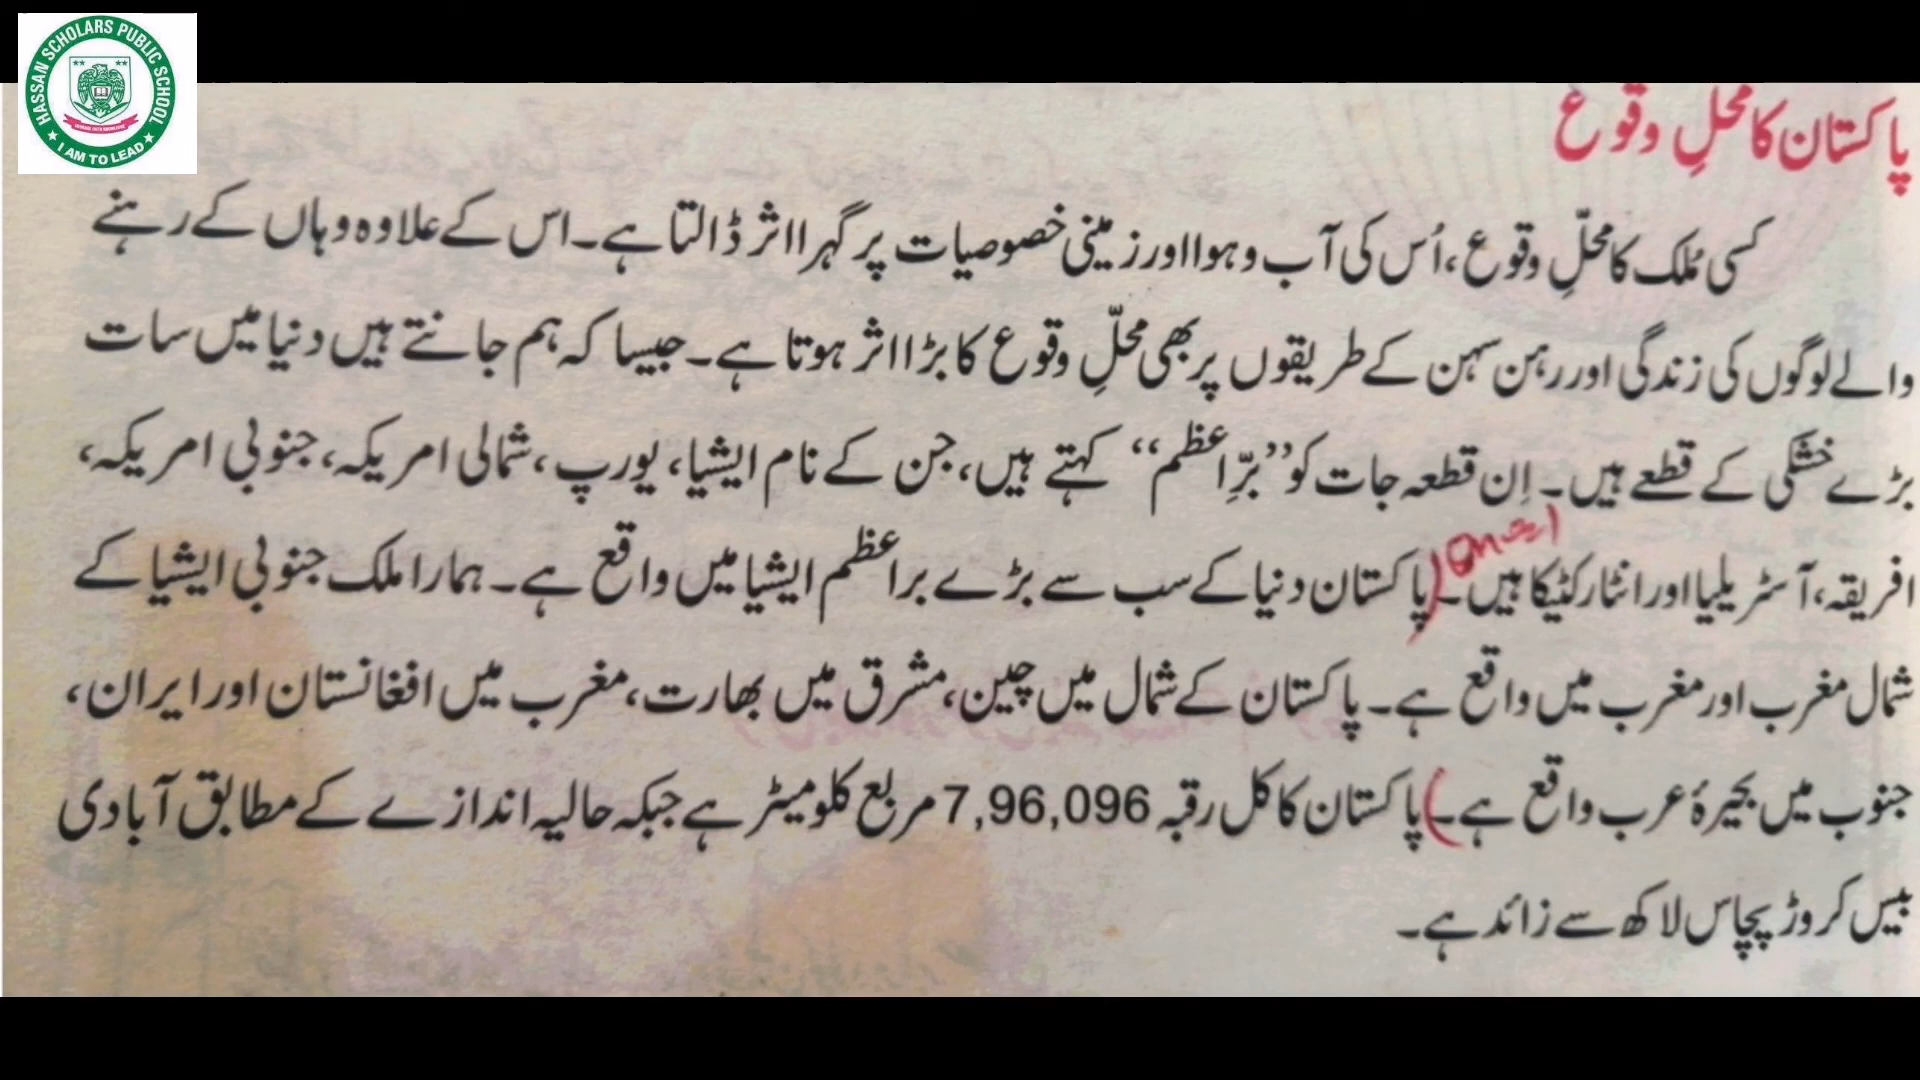 HASSAN SCHOLARS PUBLIC SCHOOL
I AM TO LEAD
پاکستان کا محلِ وقوع
کسی مُلک کا محلِّ وقوع، اُس کی آب و ہوا اور زمینی خصوصیات پر گہرا اثر ڈالتا ہے۔ اس کے علاوہ وہاں کے رہنے
والے لوگوں کی زندگی اور رہن سہن کے طریقوں پر بھی محلِّ وقوع کا بڑا اثر ہوتا ہے۔ جیسا کہ ہم جانتے ہیں دنیا میں سات
بڑے خشکی کے قطعے ہیں۔ اِن قطعہ جات کو ’’برِّاعظم‘‘ کہتے ہیں، جن کے نام ایشیا، یورپ، شمالی امریکہ، جنوبی امریکہ،
افریقہ، آسٹریلیا اور انٹارکٹیکا ہیں۔ (پاکستان دنیا کے سب سے بڑے براعظم ایشیا میں واقع ہے۔ ہمارا ملک جنوبی ایشیا کے
شمال مغرب اور مغرب میں واقع ہے۔ پاکستان کے شمال میں چین، مشرق میں بھارت، مغرب میں افغانستان اور ایران،
جنوب میں بحیرۂ عرب واقع ہے۔) پاکستان کا کل رقبہ 7,96,096 مربع کلومیٹر ہے جبکہ حالیہ اندازے کے مطابق آبادی
بیس کروڑ پچاس لاکھ سے زائد ہے۔